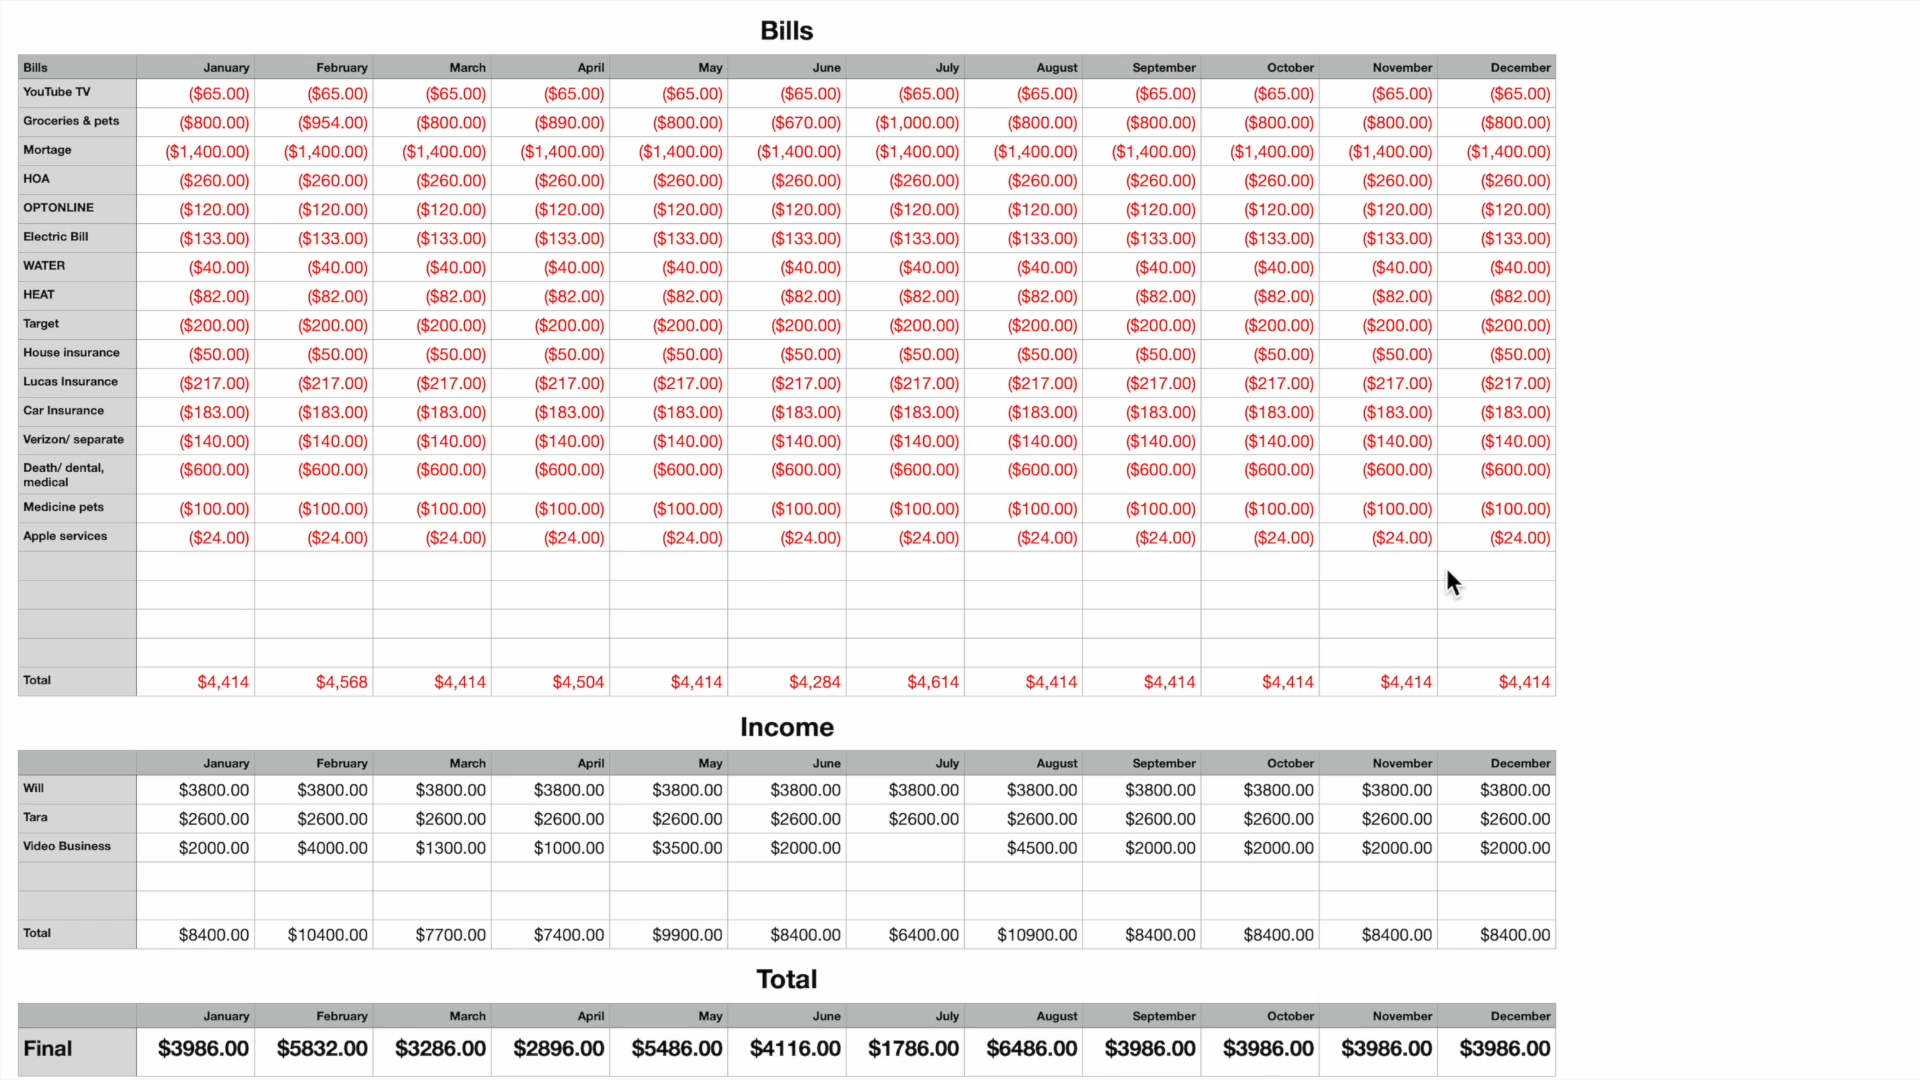 Bills
Bills January February March April May June July August September October November December
YouTube TV ($65.00) ($65.00) ($65.00) ($65.00) ($65.00) ($65.00) ($65.00) ($65.00) ($65.00) ($65.00) ($65.00) ($65.00)
Groceries & pets ($800.00) ($954.00) ($800.00) ($890.00) ($800.00) ($670.00) ($1,000.00) ($800.00) ($800.00) ($800.00) ($800.00) ($800.00)
Mortage ($1,400.00) ($1,400.00) ($1,400.00) ($1,400.00) ($1,400.00) ($1,400.00) ($1,400.00) ($1,400.00) ($1,400.00) ($1,400.00) ($1,400.00) ($1,400.00)
HOA ($260.00) ($260.00) ($260.00) ($260.00) ($260.00) ($260.00) ($260.00) ($260.00) ($260.00) ($260.00) ($260.00) ($260.00)
OPTONLINE ($120.00) ($120.00) ($120.00) ($120.00) ($120.00) ($120.00) ($120.00) ($120.00) ($120.00) ($120.00) ($120.00) ($120.00)
Electric Bill ($133.00) ($133.00) ($133.00) ($133.00) ($133.00) ($133.00) ($133.00) ($133.00) ($133.00) ($133.00) ($133.00) ($133.00)
WATER ($40.00) ($40.00) ($40.00) ($40.00) ($40.00) ($40.00) ($40.00) ($40.00) ($40.00) ($40.00) ($40.00) ($40.00)
HEAT ($82.00) ($82.00) ($82.00) ($82.00) ($82.00) ($82.00) ($82.00) ($82.00) ($82.00) ($82.00) ($82.00) ($82.00)
Target ($200.00) ($200.00) ($200.00) ($200.00) ($200.00) ($200.00) ($200.00) ($200.00) ($200.00) ($200.00) ($200.00) ($200.00)
House insurance ($50.00) ($50.00) ($50.00) ($50.00) ($50.00) ($50.00) ($50.00) ($50.00) ($50.00) ($50.00) ($50.00) ($50.00)
Lucas Insurance ($217.00) ($217.00) ($217.00) ($217.00) ($217.00) ($217.00) ($217.00) ($217.00) ($217.00) ($217.00) ($217.00) ($217.00)
Car Insurance ($183.00) ($183.00) ($183.00) ($183.00) ($183.00) ($183.00) ($183.00) ($183.00) ($183.00) ($183.00) ($183.00) ($183.00)
Verizon/ separate ($140.00) ($140.00) ($140.00) ($140.00) ($140.00) ($140.00) ($140.00) ($140.00) ($140.00) ($140.00) ($140.00) ($140.00)
Death/ dental, ($600.00) ($600.00) ($600.00) ($600.00) ($600.00) ($600.00) ($600.00) ($600.00) ($600.00) ($600.00) ($600.00) ($600.00)
medical
Medicine pets ($100.00) ($100.00) ($100.00) ($100.00) ($100.00) ($100.00) ($100.00) ($100.00) ($100.00) ($100.00) ($100.00) ($100.00)
Apple services ($24.00) ($24.00) ($24.00) ($24.00) ($24.00) ($24.00) ($24.00) ($24.00) ($24.00) ($24.00) ($24.00) ($24.00)
Total $4,414 $4,568 $4,414 $4,504 $4,414 $4,284 $4,614 $4,414 $4,414 $4,414 $4,414 $4,414
Income
January February March April May June July August September October November December
Will $3800.00 $3800.00 $3800.00 $3800.00 $3800.00 $3800.00 $3800.00 $3800.00 $3800.00 $3800.00 $3800.00 $3800.00
Tara $2600.00 $2600.00 $2600.00 $2600.00 $2600.00 $2600.00 $2600.00 $2600.00 $2600.00 $2600.00 $2600.00 $2600.00
Video Business $2000.00 $4000.00 $1300.00 $1000.00 $3500.00 $2000.00 $4500.00 $2000.00 $2000.00 $2000.00 $2000.00
Total $8400.00 $10400.00 $7700.00 $7400.00 $9900.00 $8400.00 $6400.00 $10900.00 $8400.00 $8400.00 $8400.00 $8400.00
Total
January February March April May June July August September October November December
Final $3986.00 $5832.00 $3286.00 $2896.00 $5486.00 $4116.00 $1786.00 $6486.00 $3986.00 $3986.00 $3986.00 $3986.00